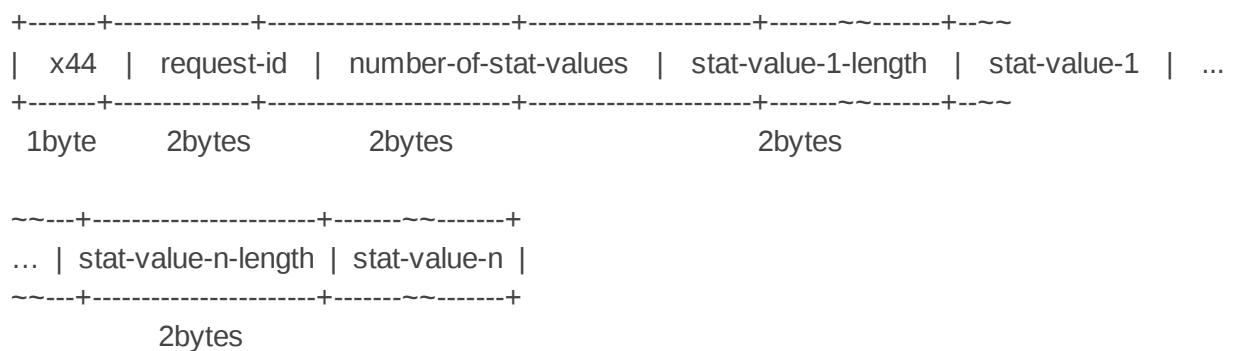 +-------+--------------+-------------------------+-----------------------+-------~~-------+--~~
| x44 | request-id | number-of-stat-values | stat-value-1-length | stat-value-1 | ...
+-------+--------------+-------------------------+-----------------------+-------~~-------+--~~
1byte 2bytes 2bytes 2bytes
~~---+-----------------------+-------~~-------+
… | stat-value-n-length | stat-value-n |
~~---+-----------------------+-------~~-------+
2bytes